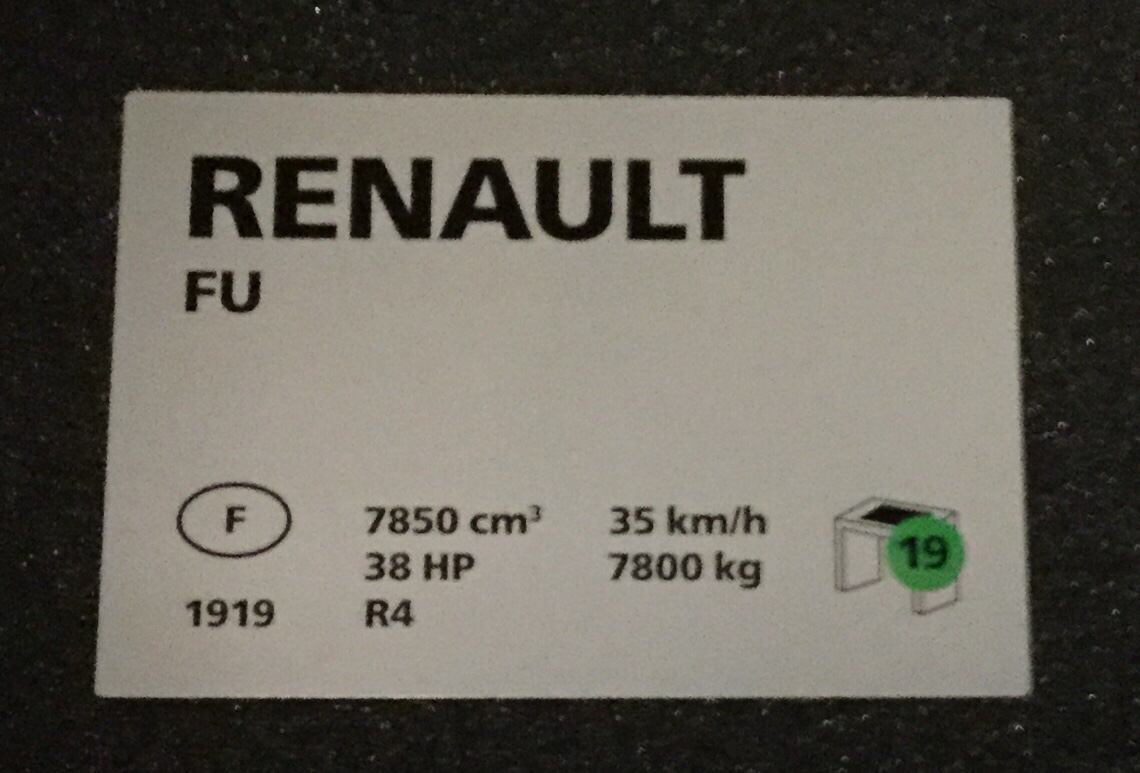 RENAULT
FU
F
7850 cm³
35 km/h
38 HP
7800 kg
19
1919
R4